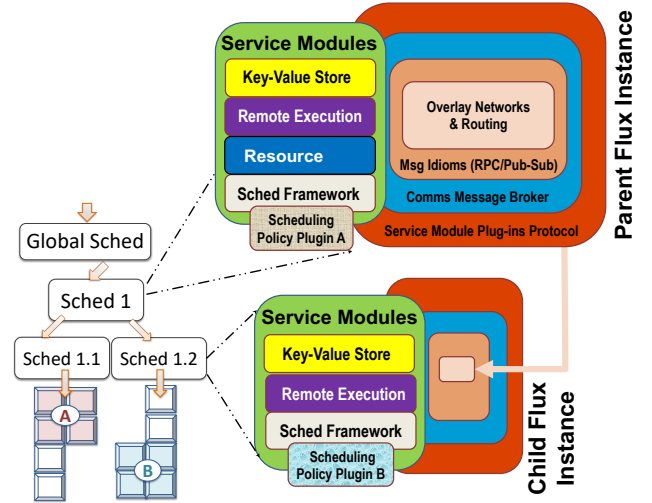 Service Modules
Key-Value Store
Remote Execution
Resource
Sched Framework
Scheduling
Policy Plugin A
Overlay Networks
& Routing
Msg Idioms (RPC/Pub-Sub)
Comms Message Broker
Service Module Plug-ins Protocol
Parent Flux Instance
Global Sched
Sched 1
Sched 1.1
Sched 1.2
A
B
Service Modules
Key-Value Store
Remote Execution
Sched Framework
Scheduling
Policy Plugin B
Child Flux
Instance